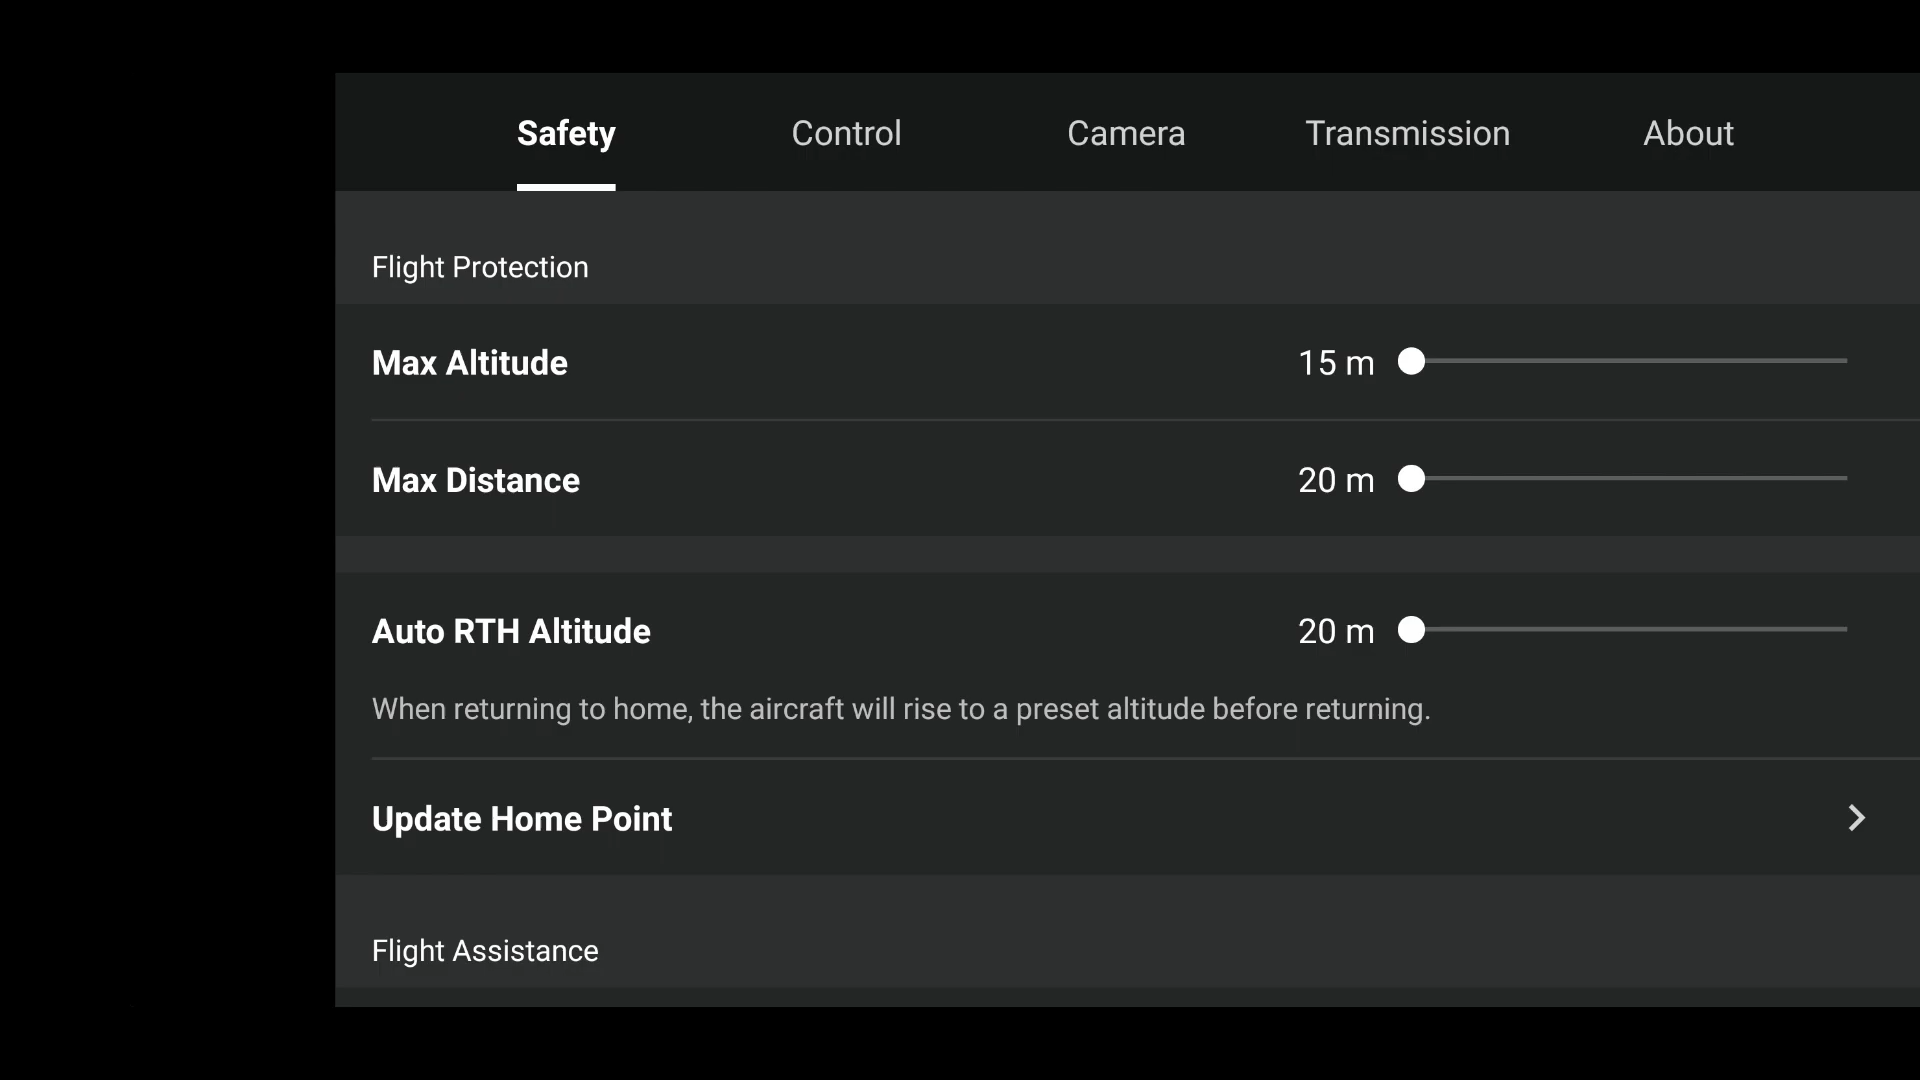 Safety Control Camera Transmission About
Flight Protection
Max Altitude 15 m
Max Distance 20 m
Auto RTH Altitude 20 m
When returning to home, the aircraft will rise to a preset altitude before returning.
Update Home Point
Flight Assistance